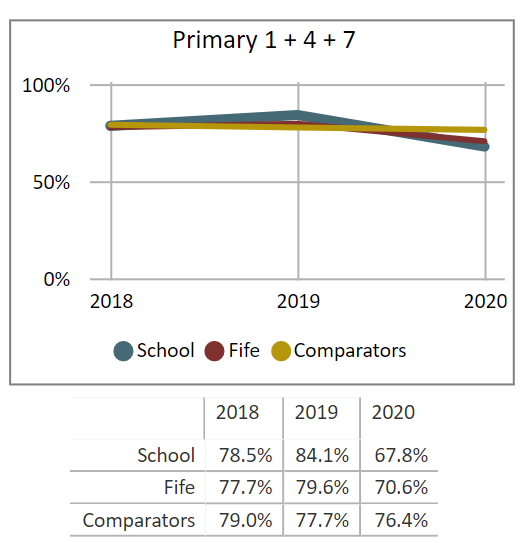 Primary 1 + 4 + 7
100%
50%
0%
2018 2019 2020
School Fife Comparators
2018 2019 2020
School 78.5% 84.1% 67.8%
Fife 77.7% 79.6% 70.6%
Comparators 79.0% 77.7% 76.4%